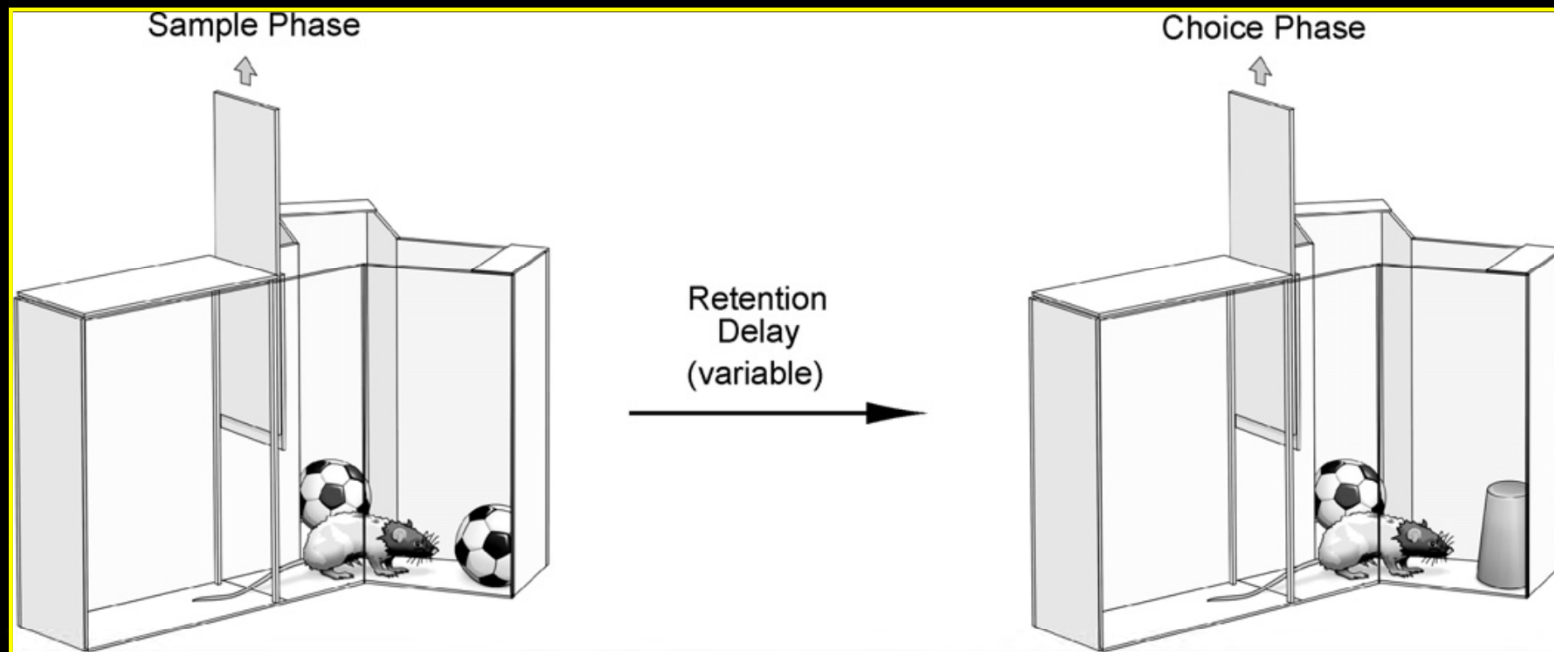 Sample Phase
Choice Phase
Retention
Delay
(variable)